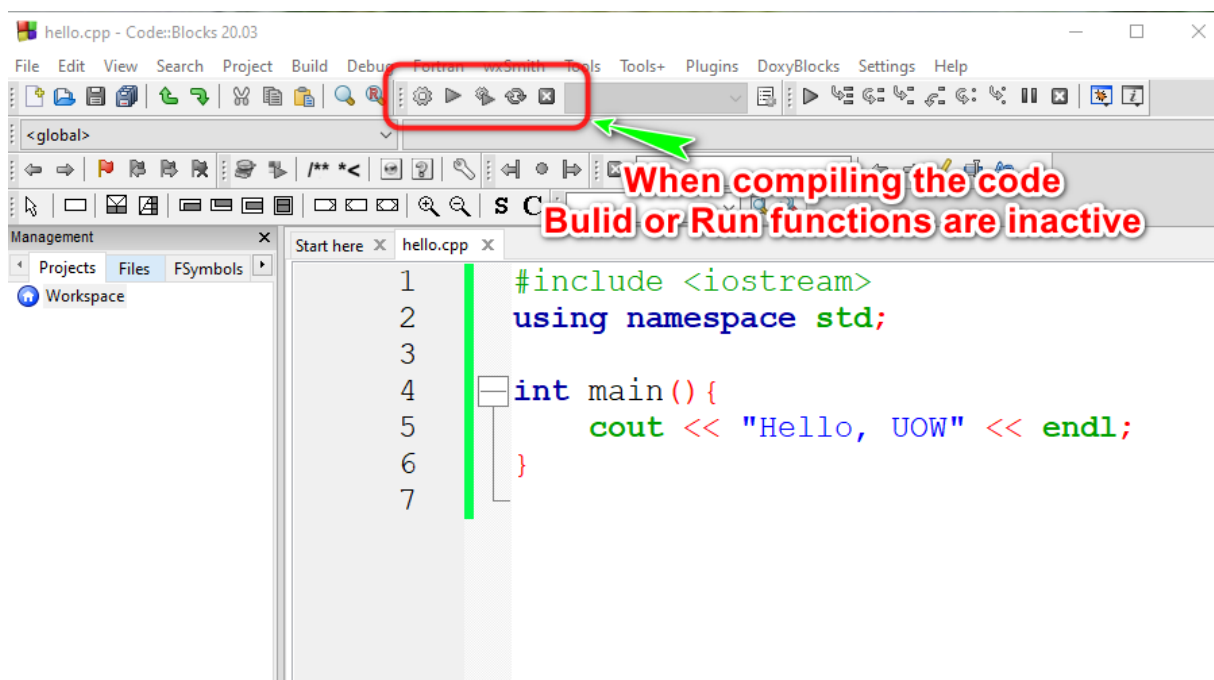 hello.cpp - Code::Blocks 20.03
File Edit View Search Project Build Debug Fortran wxSmith Tools Tools+ Plugins DoxyBlocks Settings Help
<global>
/** *<
S C
When compiling the code
Bulid or Run functions are inactive
Management
Projects Files FSymbols
Workspace
Start here hello.cpp
1 #include <iostream>
2 using namespace std;
3
4 int main(){
5 cout << "Hello, UOW" << endl;
6 }
7